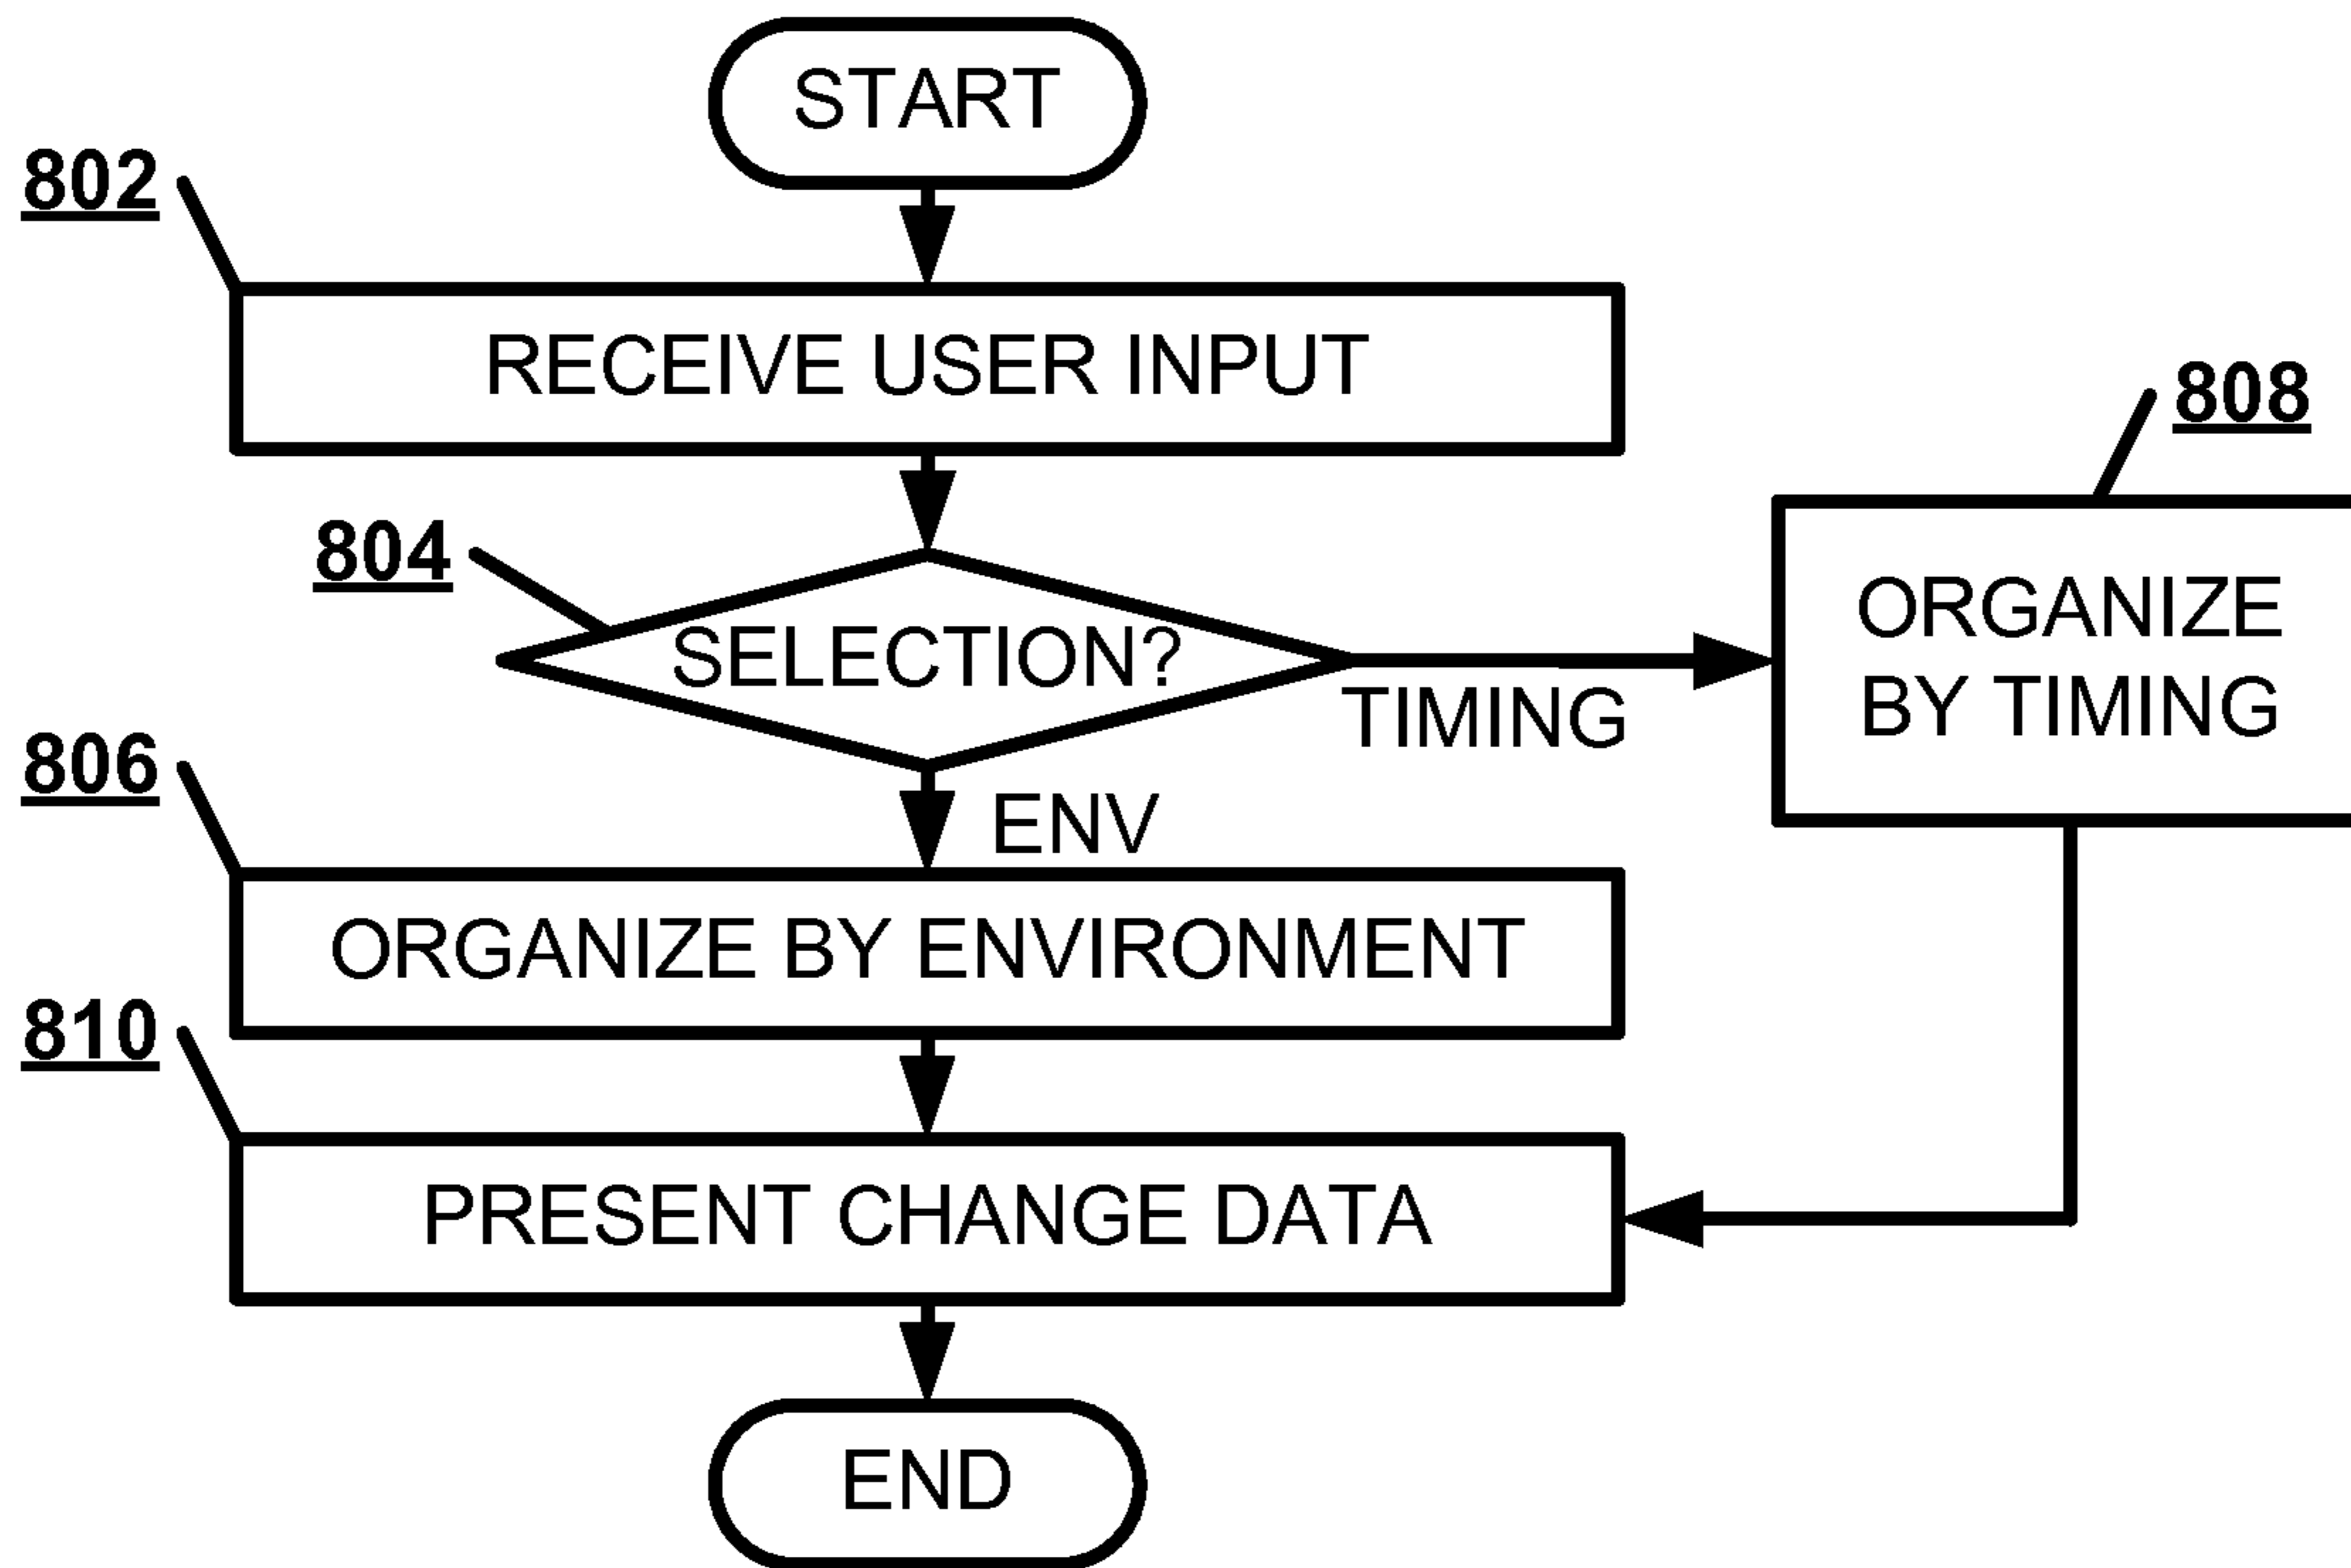 START
802
RECEIVE USER INPUT
808
804
SELECTION?
ORGANIZE
BY TIMING
TIMING
806
ENV
ORGANIZE BY ENVIRONMENT
810
PRESENT CHANGE DATA
END